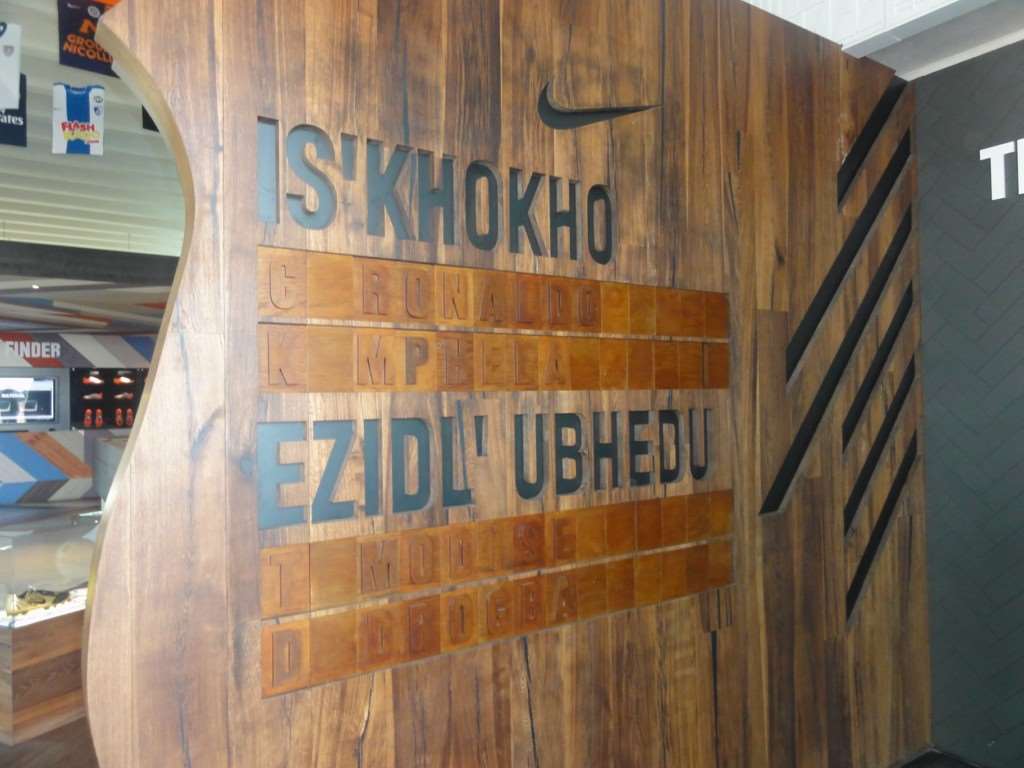 IS'KHOKHO
C RONALDO
K MPHELA
EZIDL' UBHEDU
T MODISE
D DROGBA
FINDER
FLASH